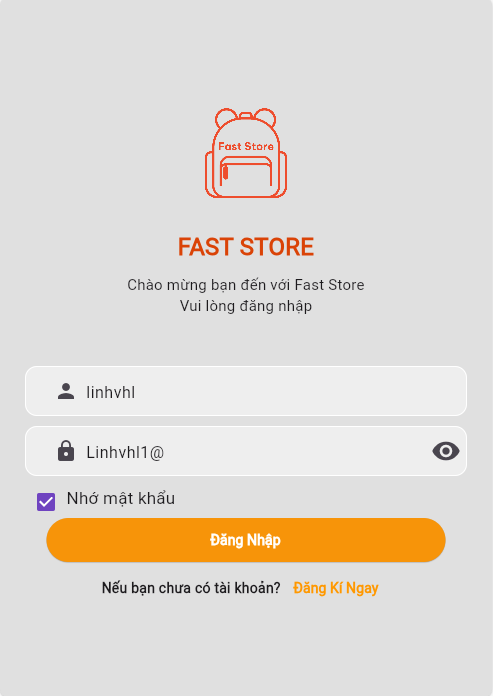 Fast Store
FAST STORE
Chào mừng bạn đến với Fast Store
Vui lòng đăng nhập
linhvhl
Linhvhl1@
Nhớ mật khẩu
Đăng Nhập
Nếu bạn chưa có tài khoản? Đăng Kí Ngay